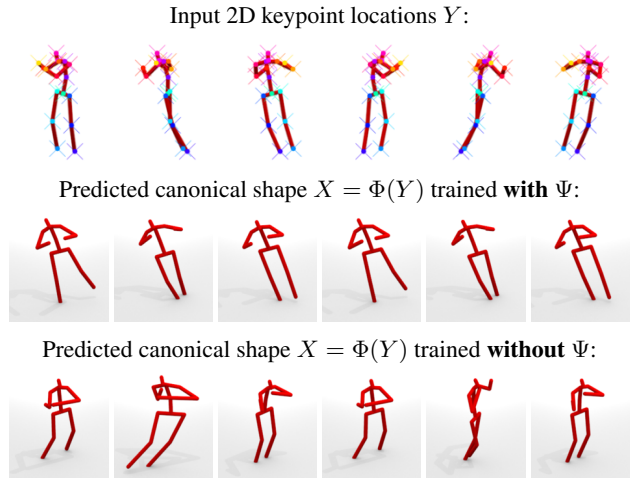 Input 2D keypoint locations Y:
Predicted canonical shape X = Φ(Y) trained with Ψ:
Predicted canonical shape X = Φ(Y) trained without Ψ: